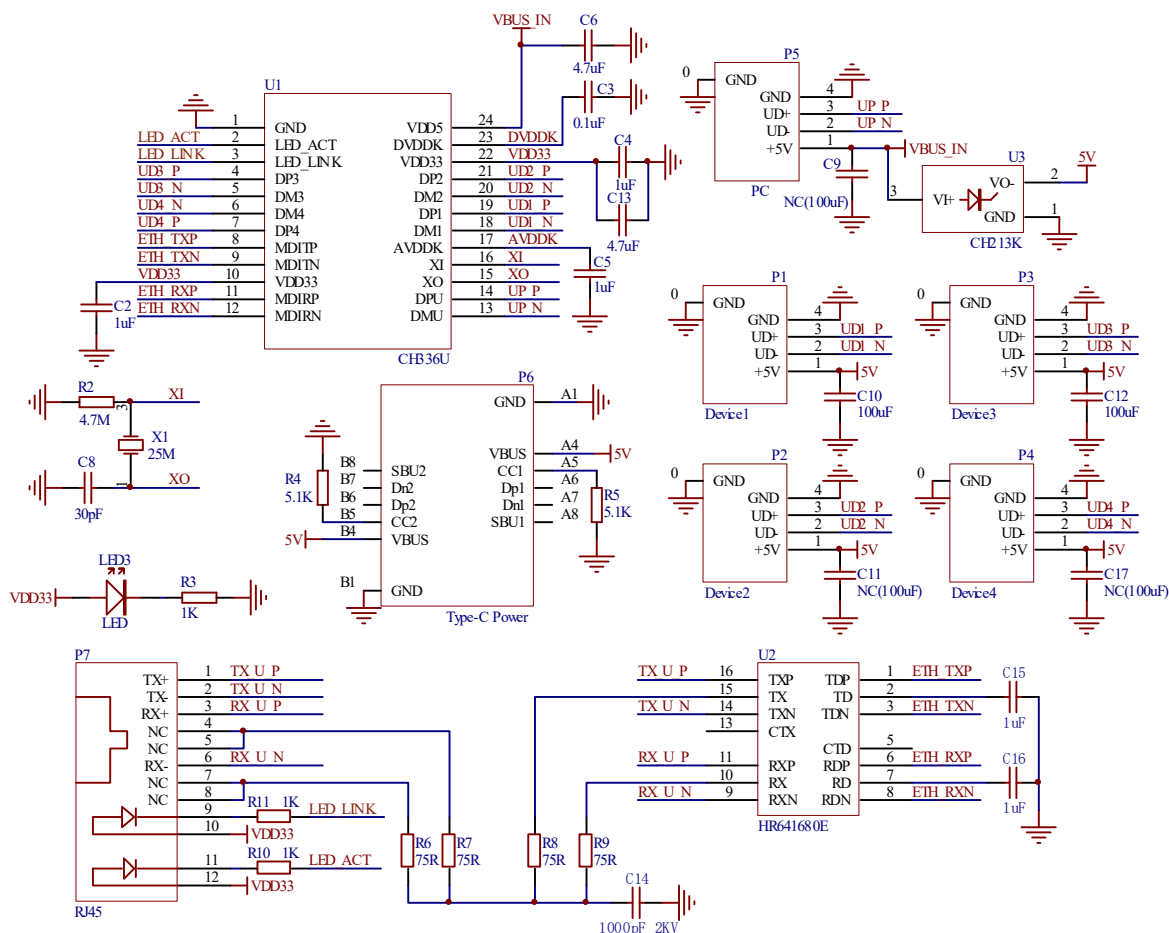 VBUS_IN
C6
4.7uF
C3
0.1uF
U1
1 GND VDD5 24
LED_ACT 2 LED_ACT DVDDK 23 DVDDK
LED_LINK 3 LED_LINK VDD33 22 VDD33
UD3_P 4 DP3 DP2 21 UD2_P
UD3_N 5 DM3 DM2 20 UD2_N
UD4_N 6 DM4 DP1 19 UD1_P
UD4_P 7 DP4 DM1 18 UD1_N
ETH_TXP 8 MDITP AVDDK 17 AVDDK
ETH_TXN 9 MDITN XI 16 XI
VDD33 10 VDD33 XO 15 XO
ETH_RXP 11 MDIRP DPU 14 UP_P
ETH_RXN 12 MDIRN DMU 13 UP_N
CH336U
C2
1uF
C4
1uF
C13
4.7uF
C5
1uF
P5
0 GND
GND 4
UD+ 3 UP_P
UD- 2 UP_N
+5V 1
PC
VBUS_IN
C9
NC(100uF)
U3
5V
3 VI+ VO- 2
GND 1
CH213K
R2
4.7M
XI
3
X1
25M
1
C8
30pF
XO
LED3
VDD33
LED
R3
1K
P6
GND A1
VBUS A4 5V
B8 SBU2 CC1 A5
B7 Dn2 Dp1 A6
B6 Dp2 Dn1 A7
B5 CC2 SBU1 A8
5V B4 VBUS
B1 GND
R4
5.1K
R5
5.1K
Type-C Power
P1
0 GND
GND 4
UD+ 3 UD1_P
UD- 2 UD1_N
+5V 1 5V
C10
100uF
Device1
P3
0 GND
GND 4
UD+ 3 UD3_P
UD- 2 UD3_N
+5V 1 5V
C12
100uF
Device3
P2
0 GND
GND 4
UD+ 3 UD2_P
UD- 2 UD2_N
+5V 1 5V
C11
NC(100uF)
Device2
P4
0 GND
GND 4
UD+ 3 UD4_P
UD- 2 UD4_N
+5V 1 5V
C17
NC(100uF)
Device4
P7
TX+ 1 TX_U_P
TX- 2 TX_U_N
RX+ 3 RX_U_P
NC 4
NC 5
RX- 6 RX_U_N
NC 7
NC 8
9 R11 1K LED_LINK
10 VDD33
11 R10 1K LED_ACT
12 VDD33
RJ45
R6
75R
R7
75R
R8
75R
R9
75R
C14
1000pF 2KV
U2
TX_U_P 16 TXP TDP 1 ETH_TXP
15 TX TD 2
TX_U_N 14 TXN TDN 3 ETH_TXN
13 CTX
CTD 5
RX_U_P 11 RXP RDP 6 ETH_RXP
10 RX RD 7
RX_U_N 9 RXN RDN 8 ETH_RXN
HR641680E
C15
1uF
C16
1uF